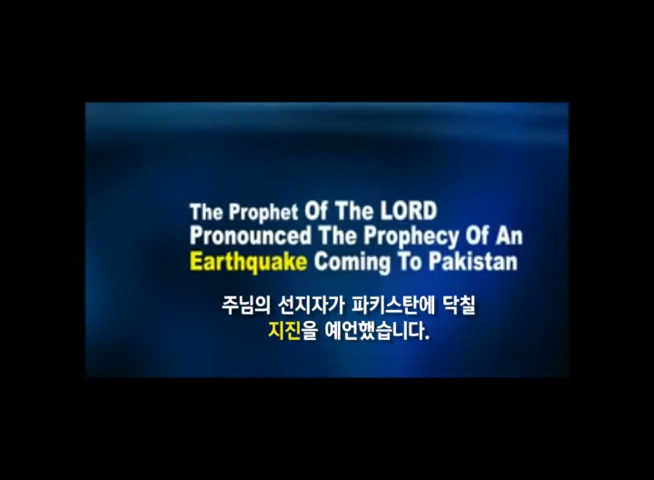 The Prophet Of The LORD
Pronounced The Prophecy Of An
Earthquake Coming To Pakistan
주님의 선지자가 파키스탄에 닥칠
지진을 예언했습니다.